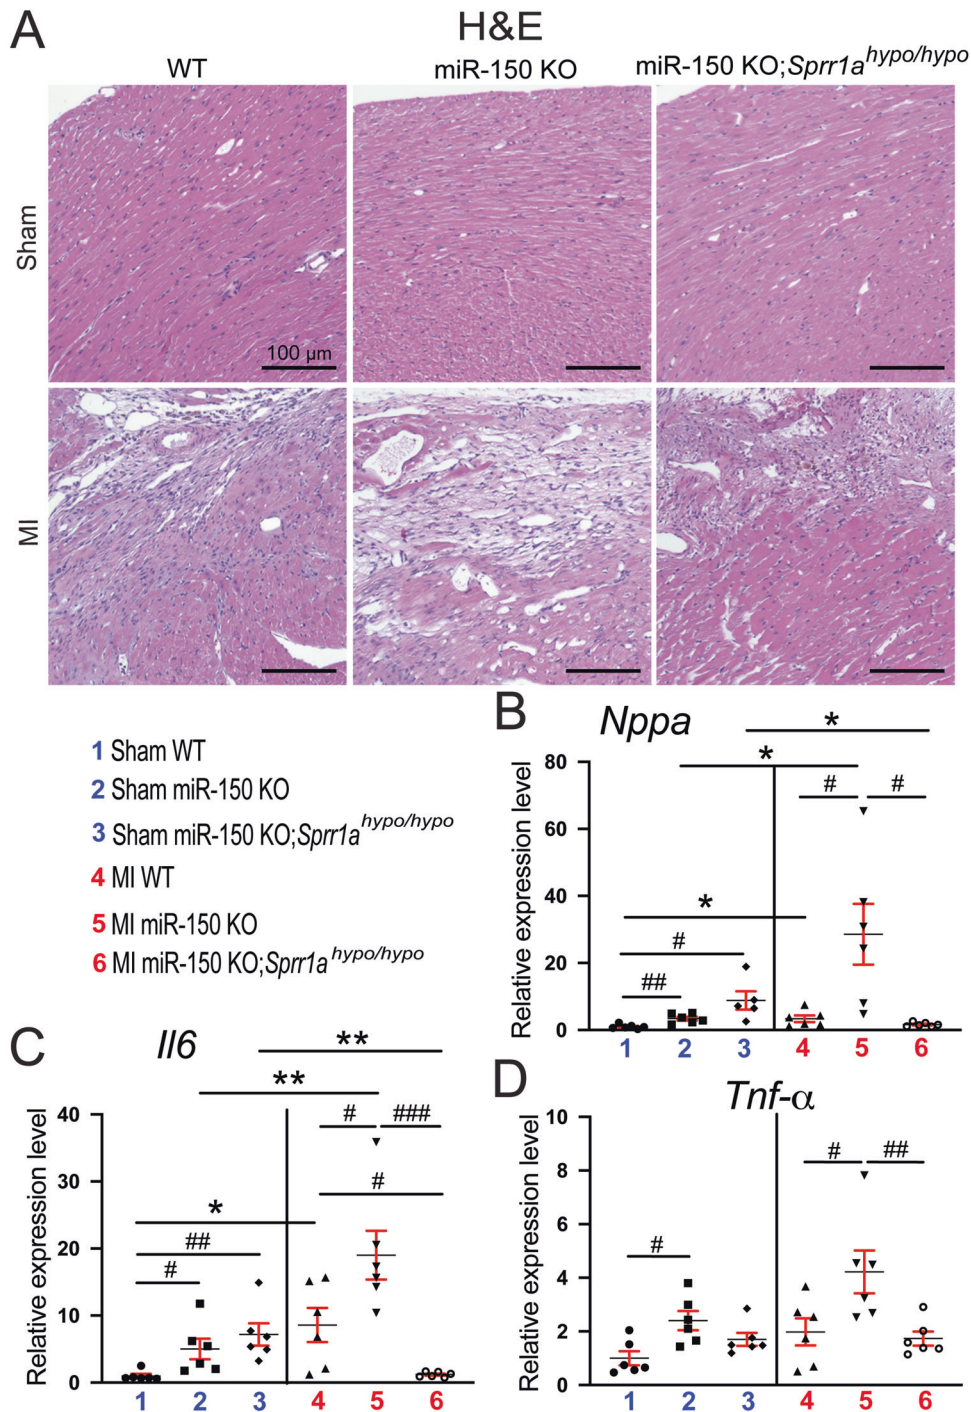 A
H&E
WT
miR-150 KO
miR-150 KO;Sprr1a hypo/hypo
Sham
100 µm
MI
1 Sham WT
2 Sham miR-150 KO
3 Sham miR-150 KO;Sprr1a hypo/hypo
4 MI WT
5 MI miR-150 KO
6 MI miR-150 KO;Sprr1a hypo/hypo
B
Nppa
Relative expression level
80
60
40
20
0
*
*
# #
*
#
##
1 2 3 4 5 6
C
Il6
Relative expression level
40
30
20
10
0
**
**
# ###
#
*
##
#
1 2 3 4 5 6
D
Tnf-α
Relative expression level
10
8
6
4
2
0
# ##
#
1 2 3 4 5 6